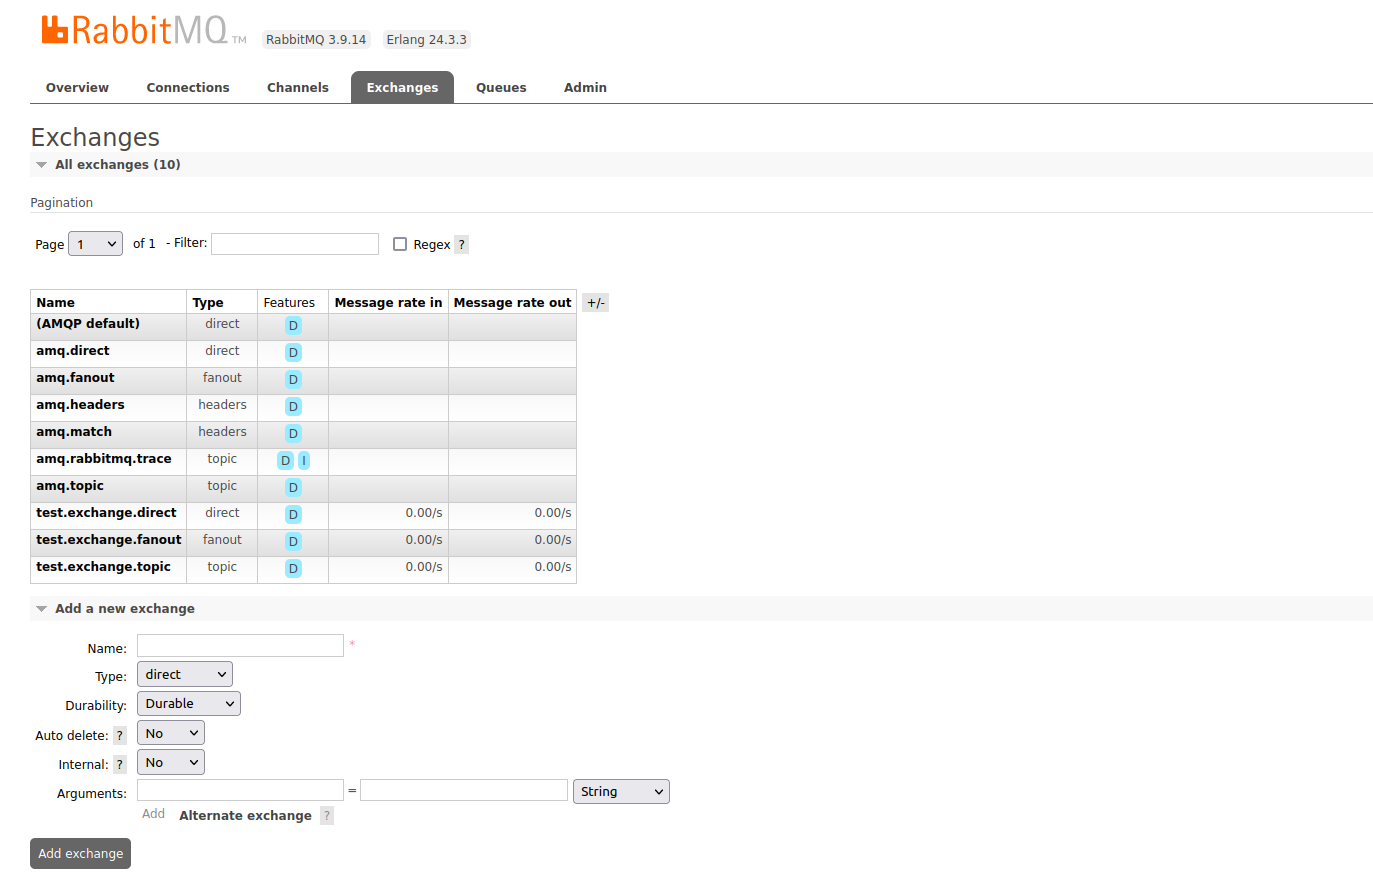 RabbitMQ TM RabbitMQ 3.9.14 Erlang 24.3.3
Overview Connections Channels Exchanges Queues Admin
Exchanges
All exchanges (10)
Pagination
Page 1 of 1 - Filter: Regex ?
Name Type Features Message rate in Message rate out +/-
(AMQP default) direct D
amq.direct direct D
amq.fanout fanout D
amq.headers headers D
amq.match headers D
amq.rabbitmq.trace topic D I
amq.topic topic D
test.exchange.direct direct D 0.00/s 0.00/s
test.exchange.fanout fanout D 0.00/s 0.00/s
test.exchange.topic topic D 0.00/s 0.00/s
Add a new exchange
Name: *
Type: direct
Durability: Durable
Auto delete: ? No
Internal: ? No
Arguments: = String
Add Alternate exchange ?
Add exchange